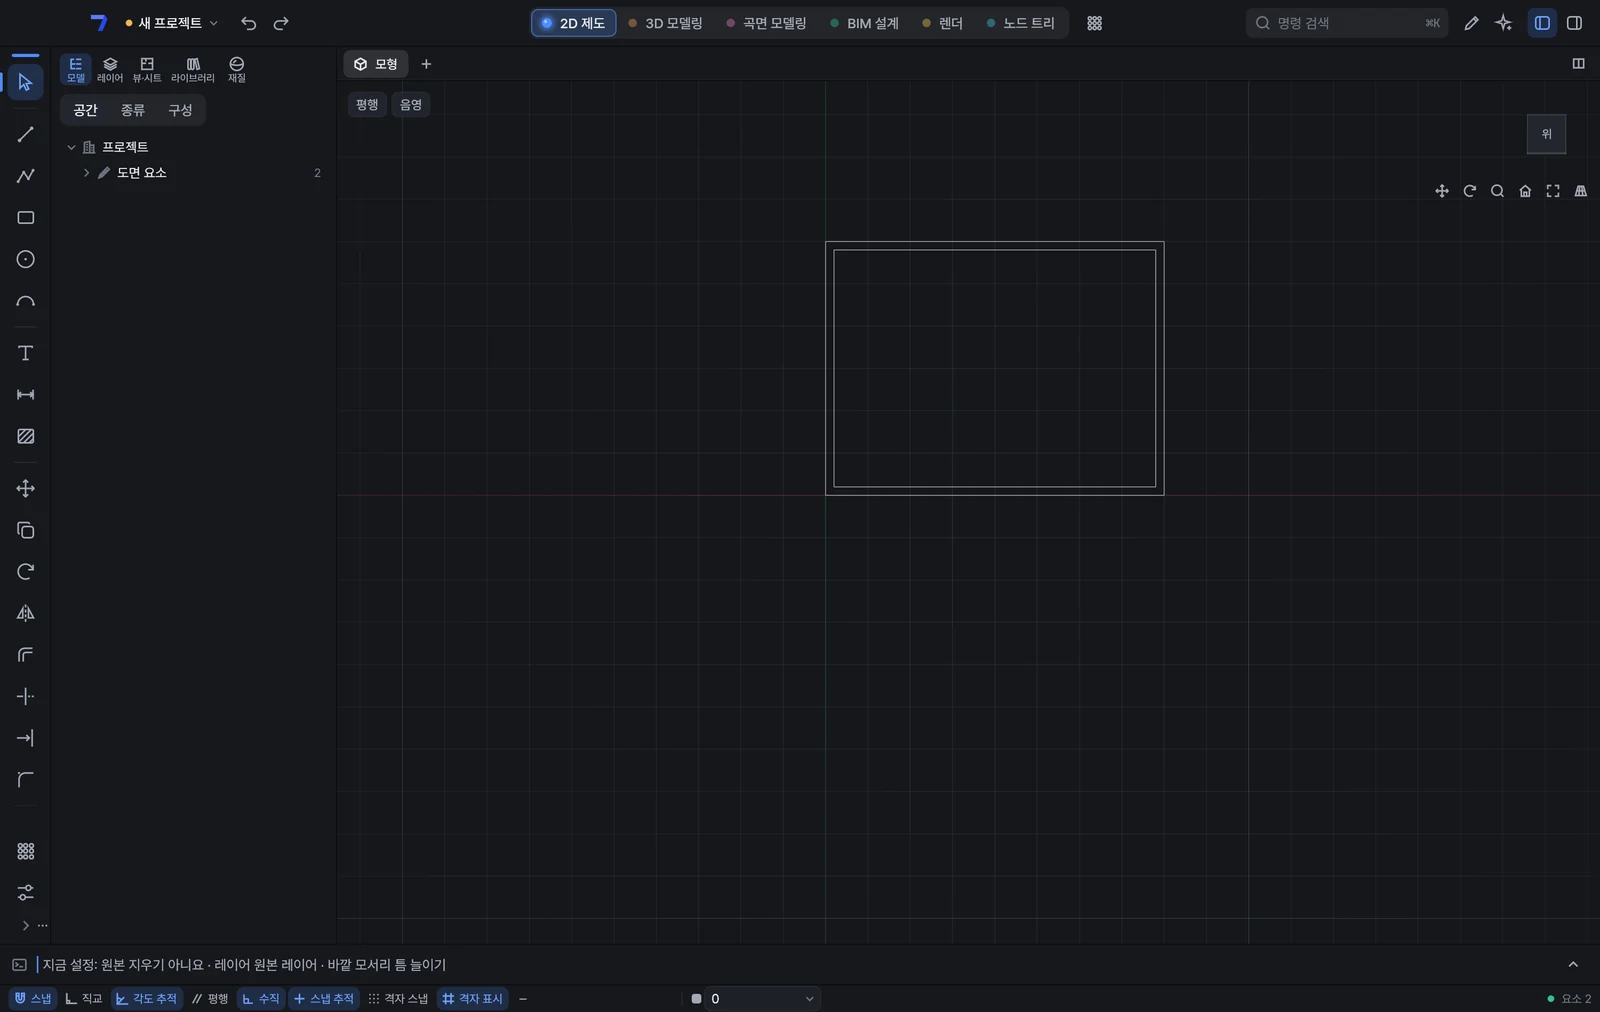 새 프로젝트
2D 제도
3D 모델링
곡면 모델링
BIM 설계
렌더
노드 트리
명령 검색
⌘K
모델
레이어
뷰·시트
라이브러리
재질
모형
공간
종류
구성
평행
음영
프로젝트
도면 요소
2
위
지금 설정: 원본 지우기 아니요 · 레이어 원본 레이어 · 바깥 모서리 틈 늘이기
스냅
직교
각도 추적
평행
수직
스냅 추적
격자 스냅
격자 표시
0
요소 2